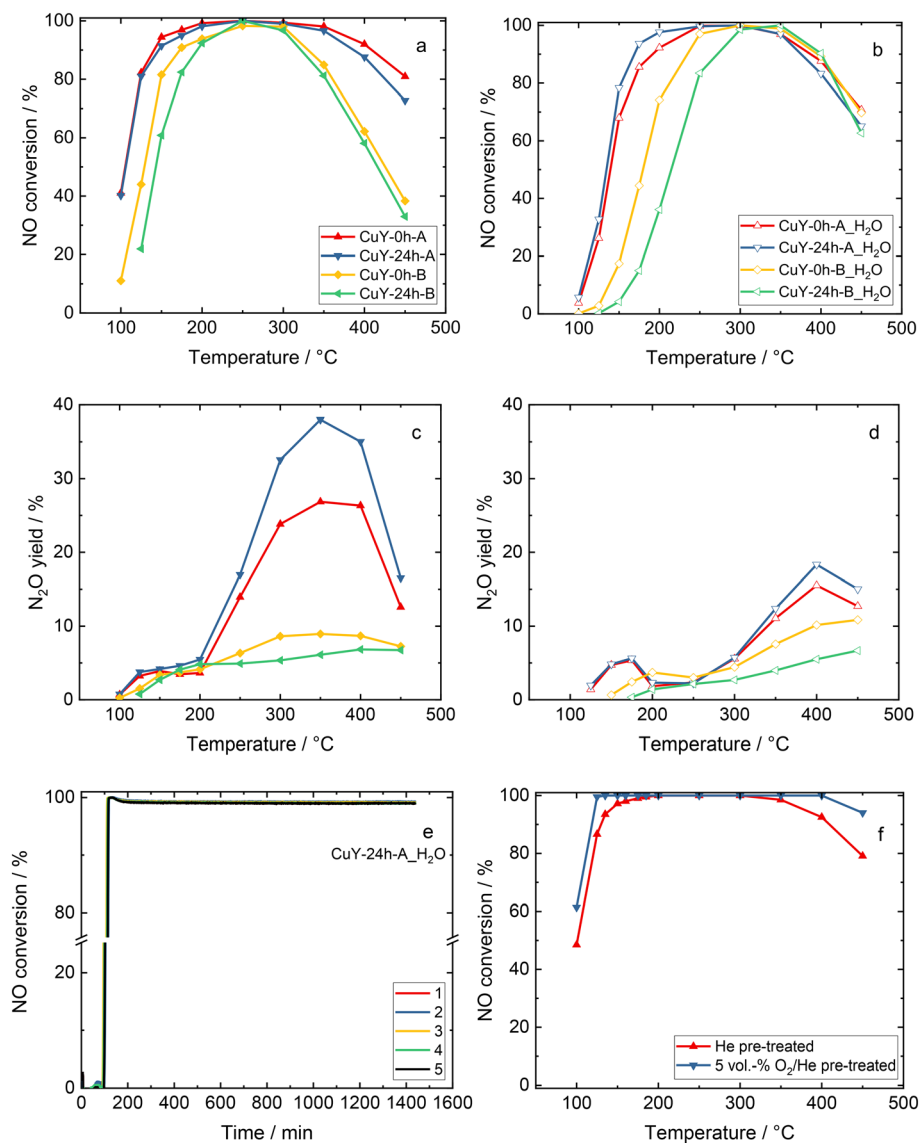 a
NO conversion / %
100
80
60
40
20
0
CuY-0h-A
CuY-24h-A
CuY-0h-B
CuY-24h-B
100 200 300 400 500
Temperature / °C
b
NO conversion / %
100
80
60
40
20
0
CuY-0h-A_H₂O
CuY-24h-A_H₂O
CuY-0h-B_H₂O
CuY-24h-B_H₂O
100 200 300 400 500
Temperature / °C
c
N₂O yield / %
40
30
20
10
0
100 200 300 400 500
Temperature / °C
d
N₂O yield / %
40
30
20
10
0
100 200 300 400 500
Temperature / °C
e
CuY-24h-A_H₂O
NO conversion / %
100
80
20
0
1
2
3
4
5
0 200 400 600 800 1000 1200 1400 1600
Time / min
f
NO conversion / %
100
80
60
40
20
0
He pre-treated
5 vol.-% O₂/He pre-treated
100 200 300 400 500
Temperature / °C